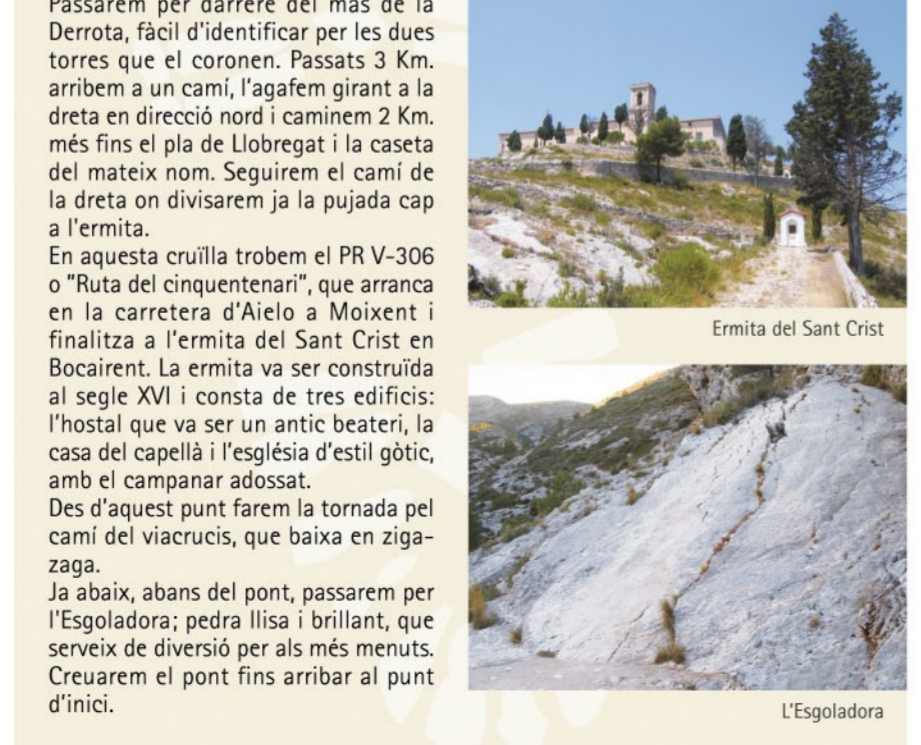 Passarem per darrere del mas de la
Derrota, fàcil d'identificar per les dues
torres que el coronen. Passats 3 Km.
arribem a un camí, l'agafem girant a la
dreta en direcció nord i caminem 2 Km.
més fins el pla de Llobregat i la caseta
del mateix nom. Seguirem el camí de
la dreta on divisarem ja la pujada cap
a l'ermita.
En aquesta cruïlla trobem el PR V-306
o "Ruta del cinquentenari", que arranca
en la carretera d'Aielo a Moixent i
finalitza a l'ermita del Sant Crist en
Bocairent. La ermita va ser construïda
al segle XVI i consta de tres edificis:
l'hostal que va ser un antic beateri, la
casa del capellà i l'església d'estil gòtic,
amb el campanar adossat.
Des d'aquest punt farem la tornada pel
camí del viacrucis, que baixa en ziga-
zaga.
Ja abaix, abans del pont, passarem per
l'Esgoladora; pedra llisa i brillant, que
serveix de diversió per als més menuts.
Creuarem el pont fins arribar al punt
d'inici.
Ermita del Sant Crist
L'Esgoladora